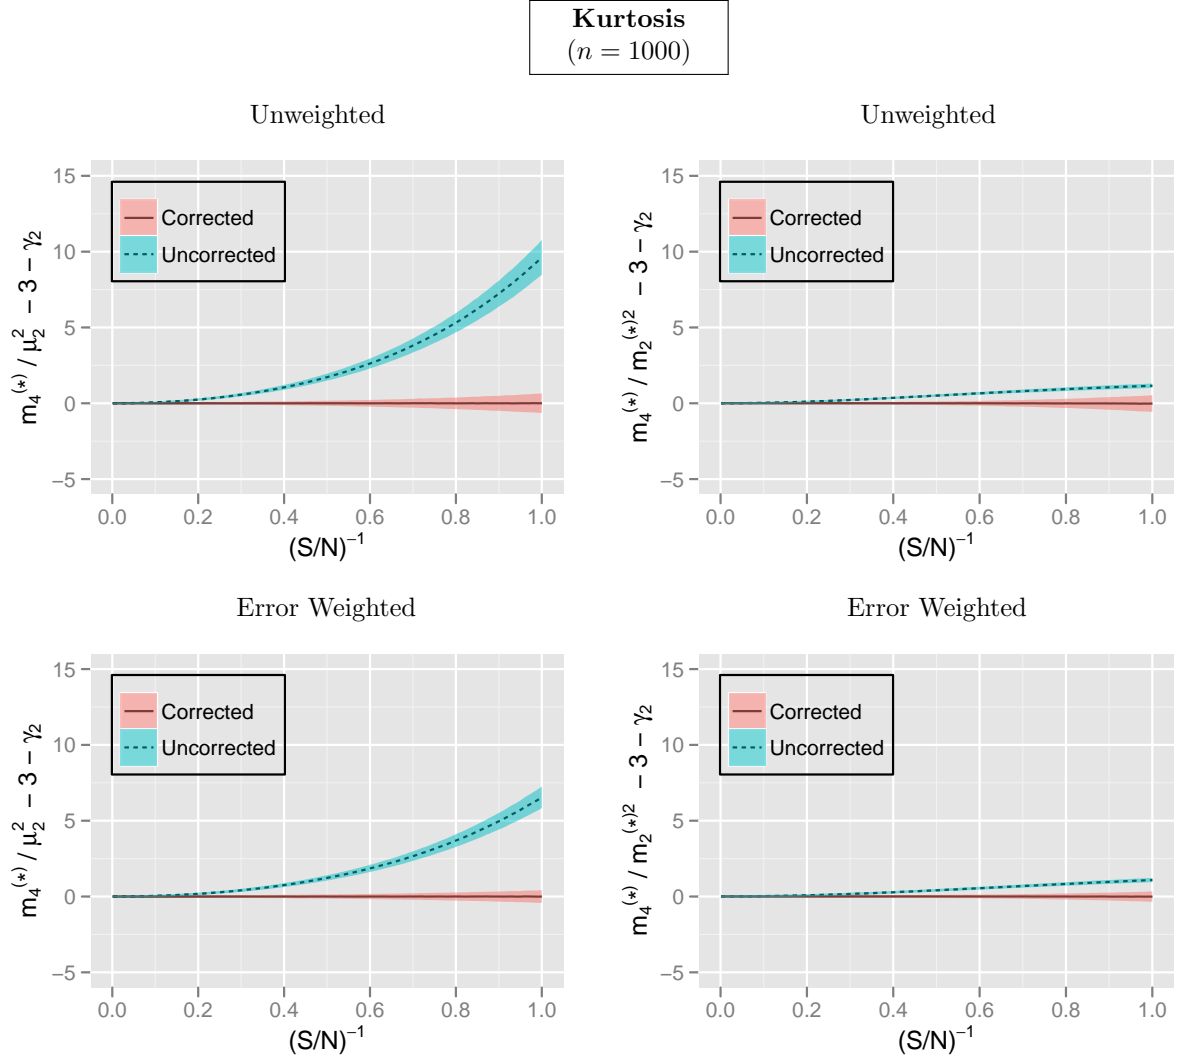 Kurtosis
(n = 1000)
Unweighted
15
10
5
0
−5
m₄⁽*⁾ / μ₂² − 3 − γ₂
Corrected
Uncorrected
0.0 0.2 0.4 0.6 0.8 1.0
(S/N)⁻¹
Unweighted
15
10
5
0
−5
m₄⁽*⁾ / m₂⁽*⁾² − 3 − γ₂
Corrected
Uncorrected
0.0 0.2 0.4 0.6 0.8 1.0
(S/N)⁻¹
Error Weighted
15
10
5
0
−5
m₄⁽*⁾ / μ₂² − 3 − γ₂
Corrected
Uncorrected
0.0 0.2 0.4 0.6 0.8 1.0
(S/N)⁻¹
Error Weighted
15
10
5
0
−5
m₄⁽*⁾ / m₂⁽*⁾² − 3 − γ₂
Corrected
Uncorrected
0.0 0.2 0.4 0.6 0.8 1.0
(S/N)⁻¹